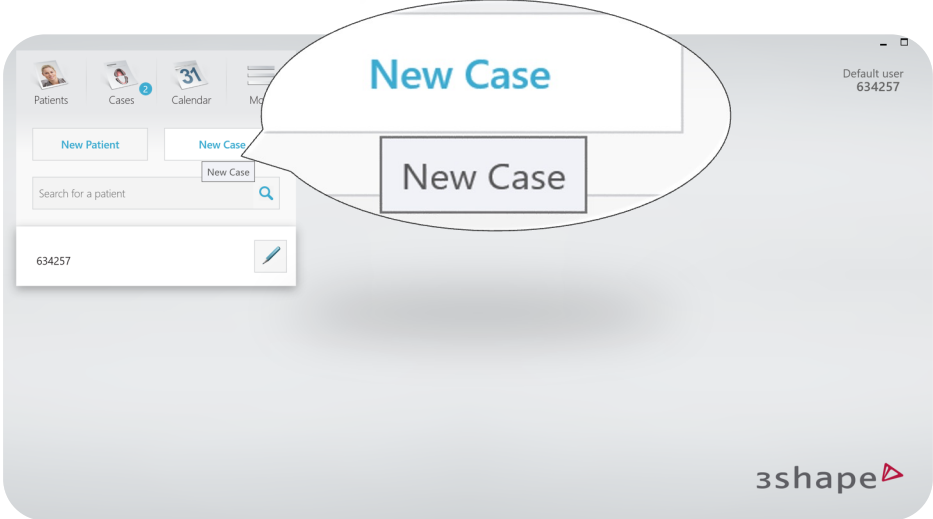 New Case
New Case
Default user
634257
Patients
Cases
2
31
Calendar
New Patient
New Case
New Case
Search for a patient
634257
3shape